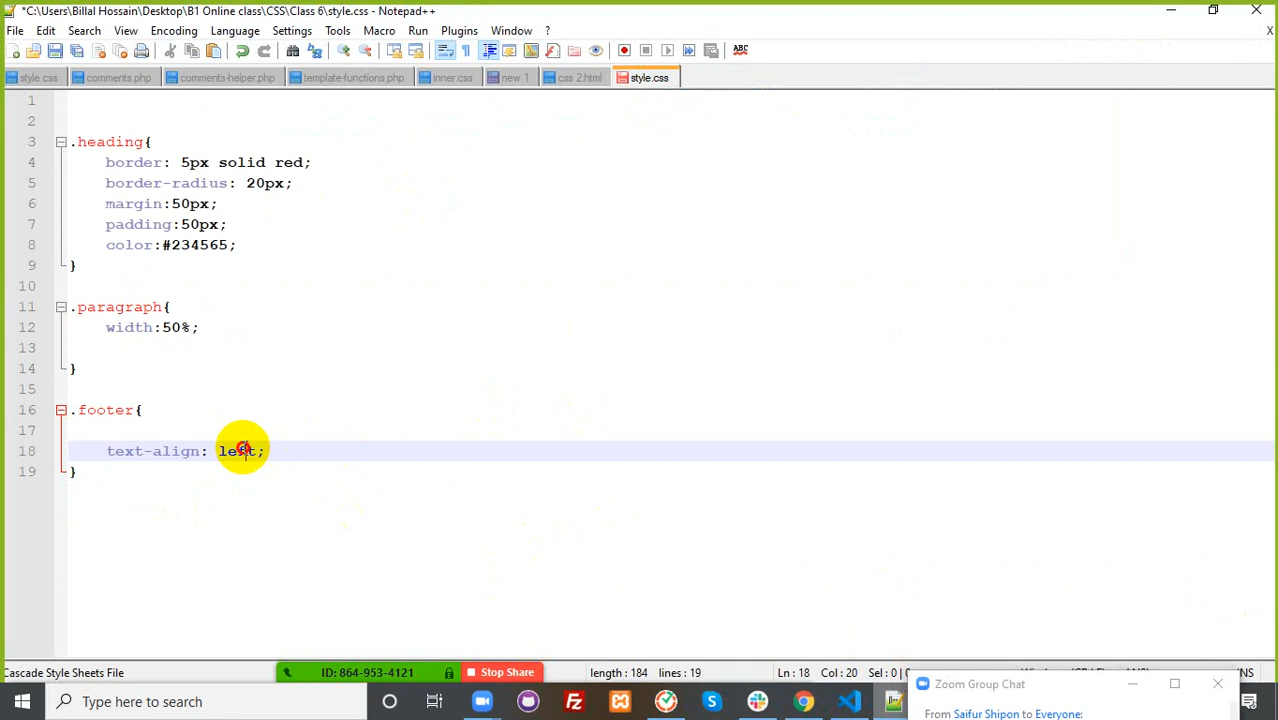 *C:\Users\Billal Hossain\Desktop\B1 Online class\CSS\Class 6\style.css - Notepad++
File Edit Search View Encoding Language Settings Tools Macro Run Plugins Window ? X
ABC
style.css comments.php comments-helper.php template-functions.php inner.css new 1 css 2.html style.css
1
2
3 .heading{
4 border: 5px solid red;
5 border-radius: 20px;
6 margin:50px;
7 padding:50px;
8 color:#234565;
9 }
10
11 .paragraph{
12 width:50%;
13
14 }
15
16 .footer{
17
18 text-align: left;
19 }
Cascade Style Sheets File ID: 864-953-4121 Stop Share length : 184 lines : 19 Ln : 18 Col : 20 Sel : 0 | 0 INS
Type here to search
Zoom Group Chat
From Saifur Shipon to Everyone: